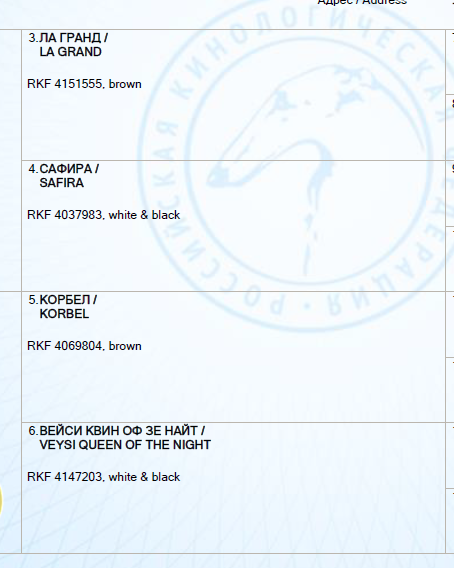 Адрес / Address
3.ЛА ГРАНД /
LA GRAND
RKF 4151555, brown
4.САФИРА /
SAFIRA
RKF 4037983, white & black
5.КОРБЕЛ /
KORBEL
RKF 4069804, brown
6.ВЕЙСИ КВИН ОФ ЗЕ НАЙТ /
VEYSI QUEEN OF THE NIGHT
RKF 4147203, white & black
РОССИЙСКАЯ КИНОЛОГИЧЕСКАЯ ФЕДЕРАЦИЯ